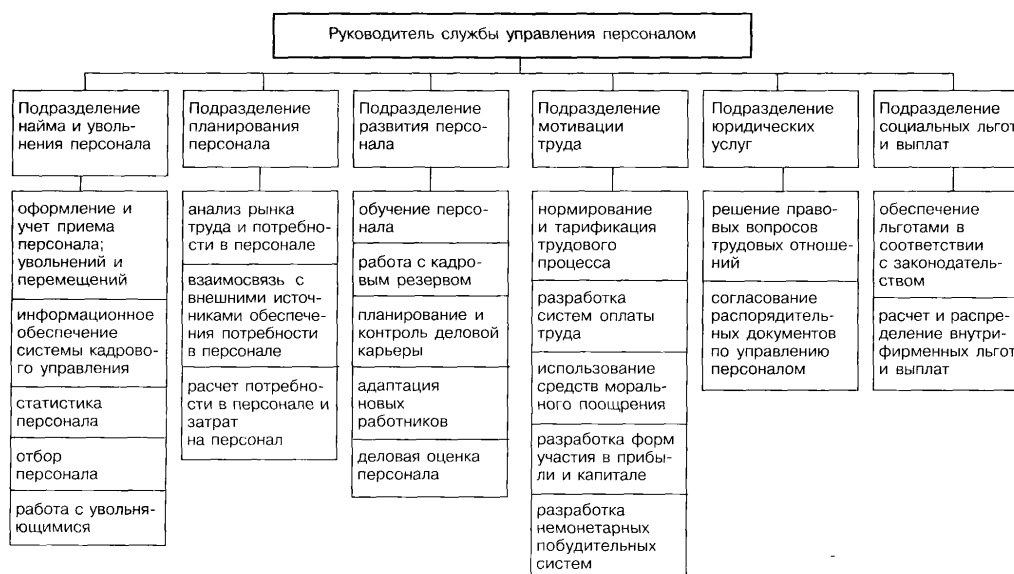 Руководитель службы управления персоналом
Подразделение
найма и уволь-
нения персонала
Подразделение
планирования
персонала
Подразделение
развития персо-
нала
Подразделение
мотивации
труда
Подразделение
юридических
услуг
Подразделение
социальных льгот
и выплат
оформление и
учет приема
персонала;
увольнений и
перемещений
информационное
обеспечение
системы кадрово-
го управления
статистика
персонала
отбор
персонала
работа с увольня-
ющимися
анализ рынка
труда и потребно-
сти в персонале
взаимосвязь с
внешними источ-
никами обеспече-
ния потребности
в персонале
расчет потребно-
сти в персонале и
затрат
на персонал
обучение персо-
нала
работа с кадро-
вым резервом
планирование и
контроль деловой
карьеры
адаптация
новых
работников
деловая оценка
персонала
нормирование
и тарификация
трудового
процесса
разработка
систем оплаты
труда
использование
средств мораль-
ного поощрения
разработка форм
участия в прибы-
ли и капитале
разработка
немонетарных
побудительных
систем
решение право-
вых вопросов
трудовых отноше-
ний
согласование
распорядитель-
ных документов
по управлению
персоналом
обеспечение
льготами в
соответствии
с законодатель-
ством
расчет и распре-
деление внутри-
фирменных льгот
и выплат